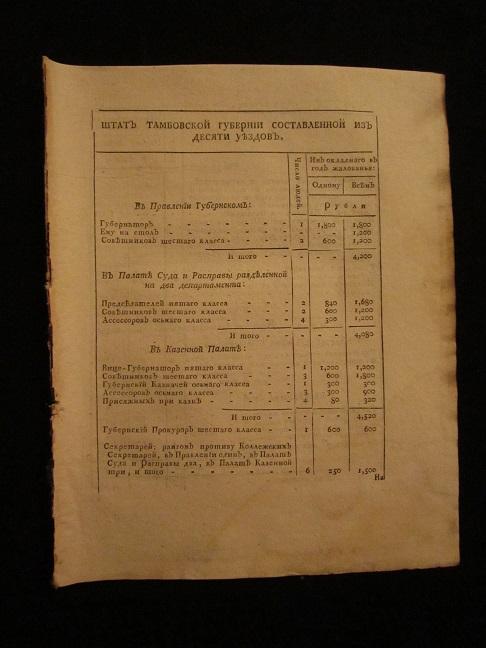 ШТАТЪ ТАМБОВСКОЙ ГУБЕРНІИ СОСТАВЛЕННОЙ ИЗЪ
ДЕСЯТИ УѢЗДОВЪ.
Число людей.
Имъ окладнаго въ
годъ жалованья:
Одному Всѣмъ
Рубли
Въ Правленіи Губернскомъ:
Губернаторъ - - - - - - - 1 1,800 1,800
Ему на столъ - - - - - - - - - 1,200
Совѣтниковъ шестаго класса - - - 2 600 1,200
И того - - - - - 4,200
Въ Палатѣ Суда и Расправы раздѣленной
на два департамента:
Предсѣдателей пятаго класса - - - 2 840 1,680
Совѣтниковъ шестаго класса - - - 2 600 1,200
Ассессоровъ осьмаго класса - - - - 4 300 1,200
И того - - - - - 4,080
Въ Казенной Палатѣ:
Вице-Губернаторъ пятаго класса - - 1 1,200 1,200
Совѣтниковъ шестаго класса - - - 3 600 1,800
Губернскій Казначей осьмаго класса - - 1 300 300
Ассессоровъ осьмаго класса - - - 3 300 900
Присяжныхъ при казнѣ - - - - - 4 80 320
И того - - - - - 4,520
Губернскій Прокуроръ шестаго класса - - 1 600 600
Секретарей, рангомъ противу Коллежскихъ
Секретарей, въ Правленіи одинъ, въ Палатѣ
Суда и Расправы два, въ Палатѣ Казенной
три, и того - - - - - - - 6 250 1,500
На